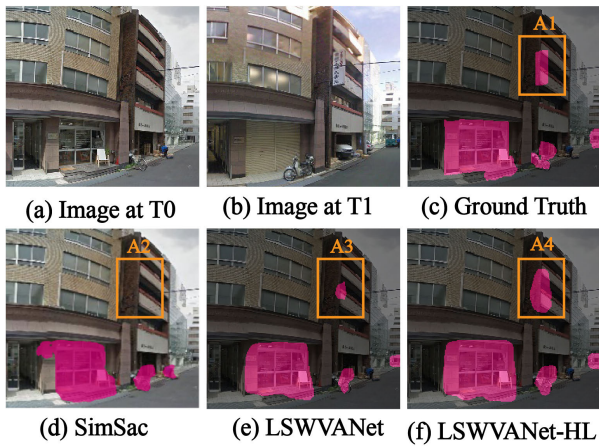 (a) Image at T0
(b) Image at T1
A1
(c) Ground Truth
A2
(d) SimSac
A3
(e) LSWVANet
A4
(f) LSWVANet-HL